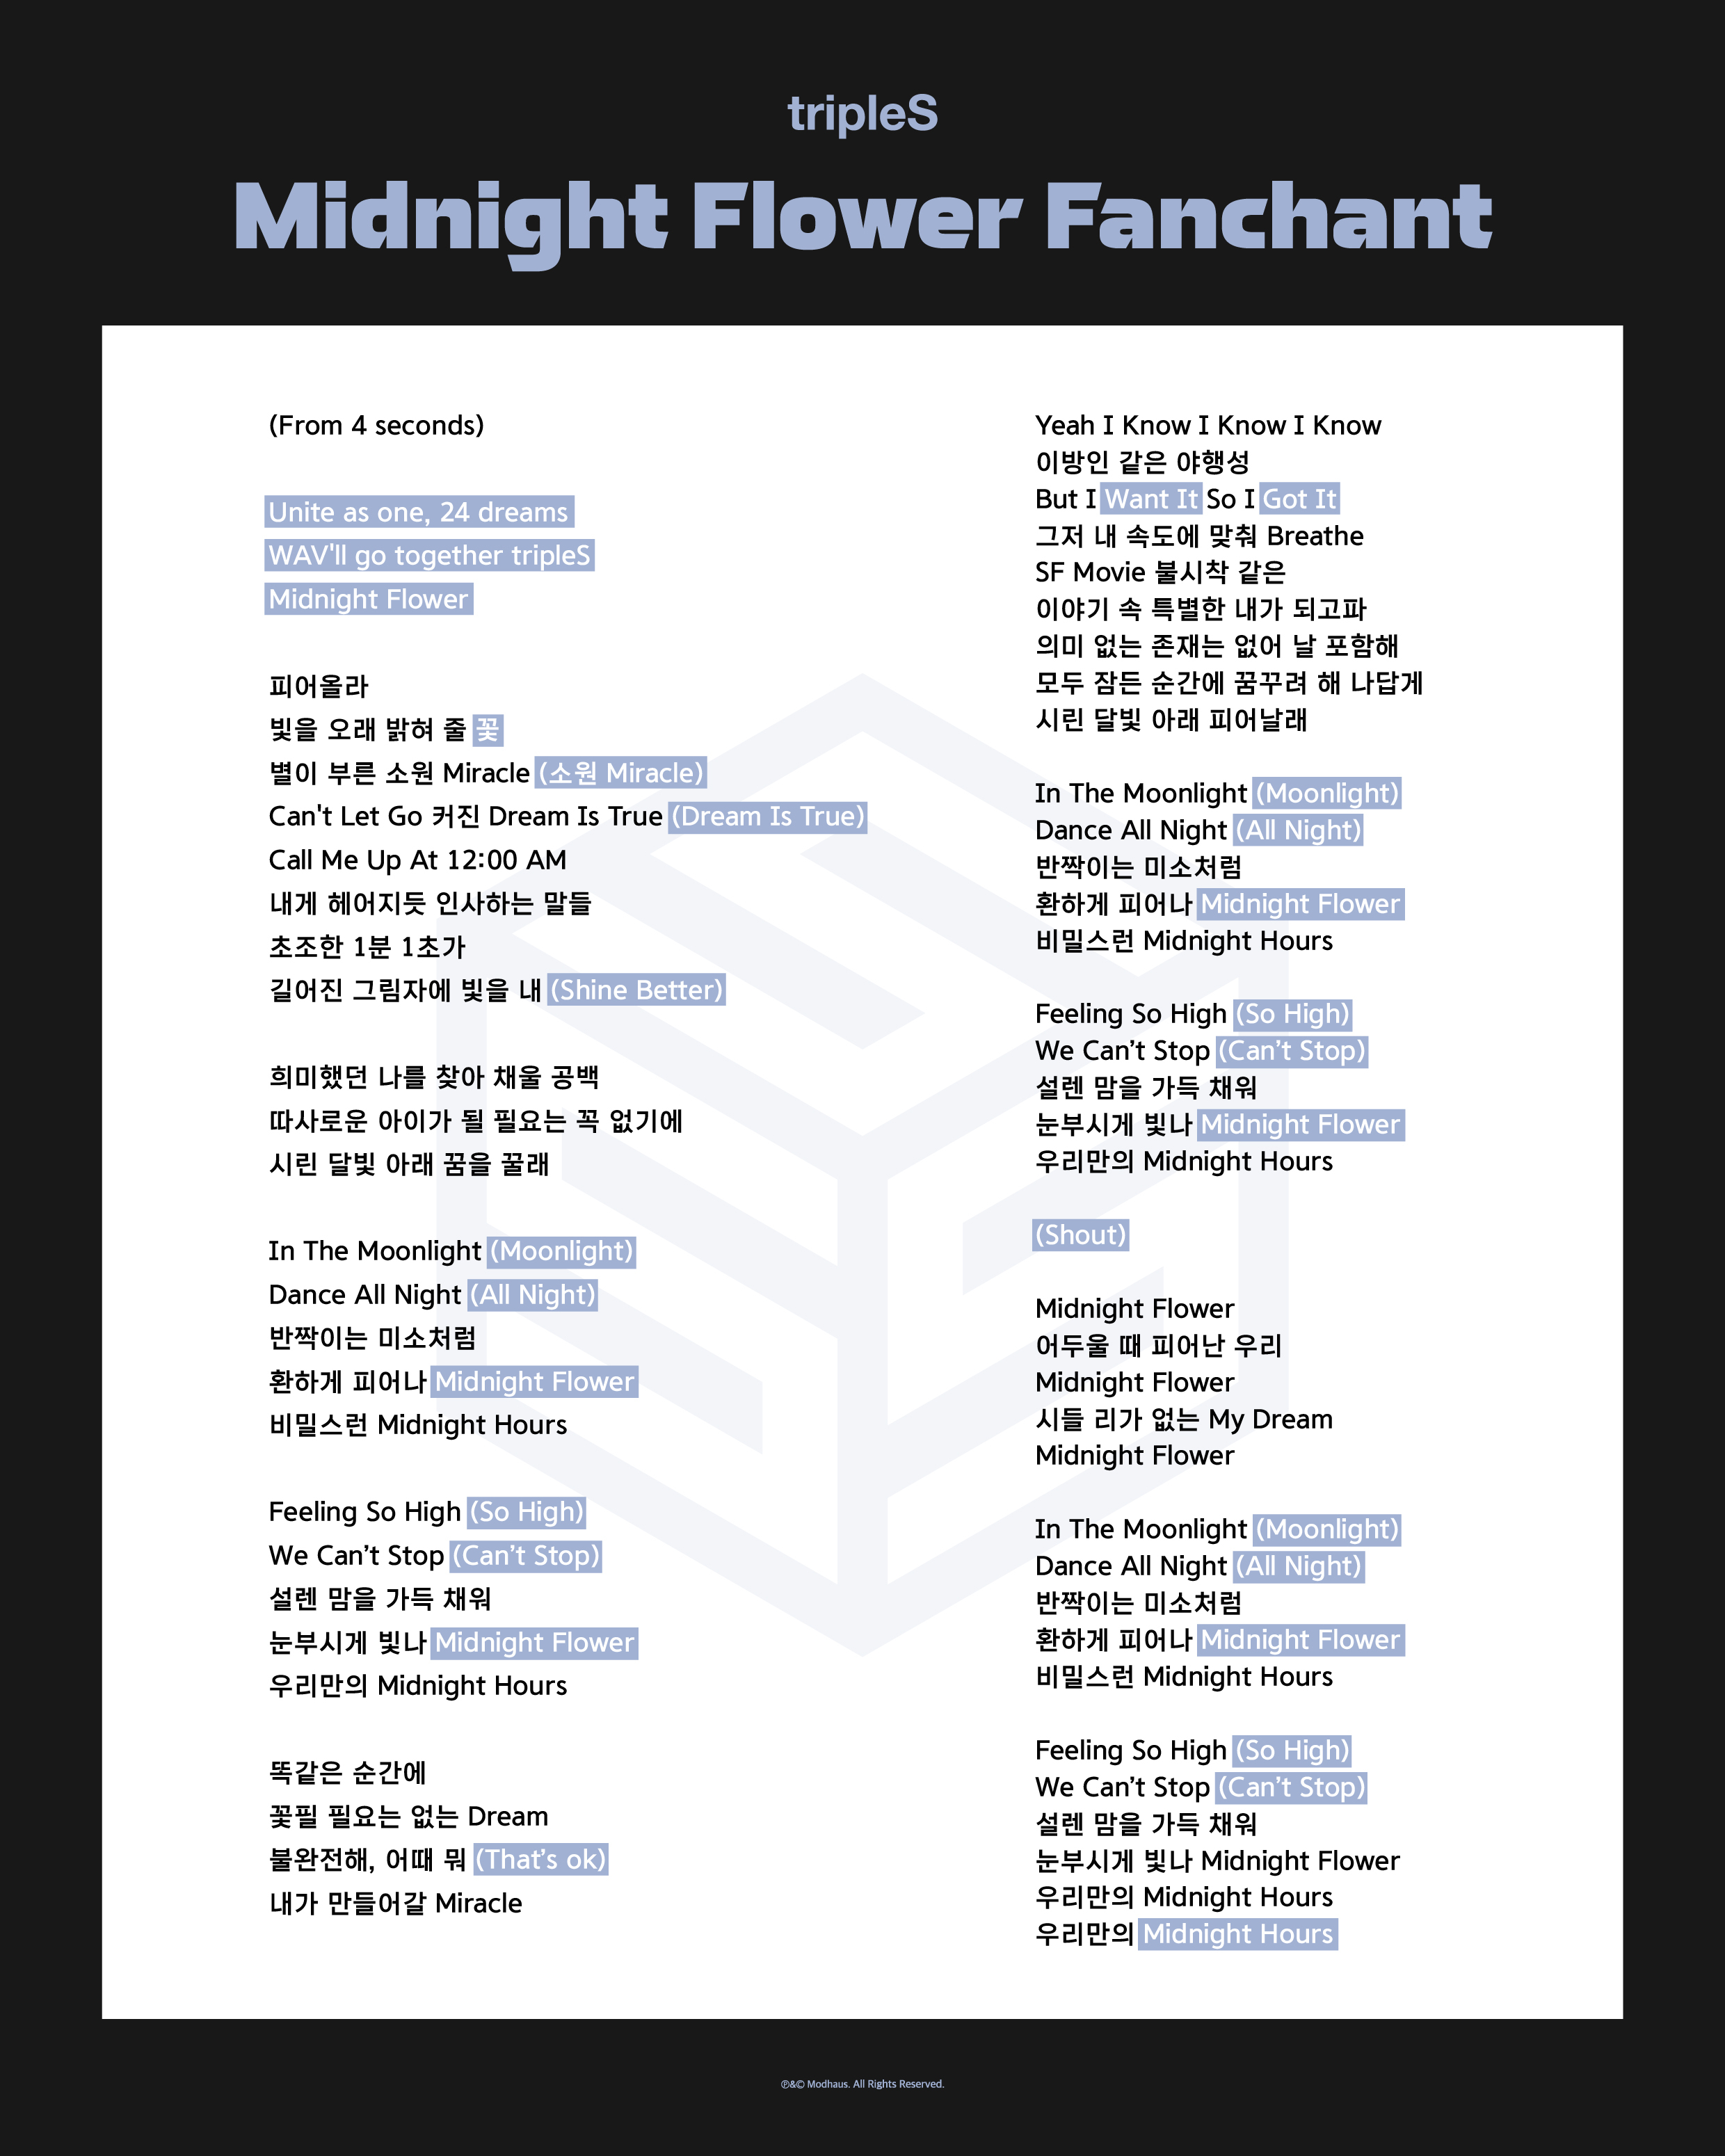 tripleS
Midnight Flower Fanchant
(From 4 seconds)
Unite as one, 24 dreams
WAV'll go together tripleS
Midnight Flower
피어올라
빛을 오래 밝혀 줄 꽃
별이 부른 소원 Miracle (소원 Miracle)
Can't Let Go 커진 Dream Is True (Dream Is True)
Call Me Up At 12:00 AM
내게 헤어지듯 인사하는 말들
초조한 1분 1초가
길어진 그림자에 빛을 내 (Shine Better)
희미했던 나를 찾아 채울 공백
따사로운 아이가 될 필요는 꼭 없기에
시린 달빛 아래 꿈을 꿀래
In The Moonlight (Moonlight)
Dance All Night (All Night)
반짝이는 미소처럼
환하게 피어나 Midnight Flower
비밀스런 Midnight Hours
Feeling So High (So High)
We Can’t Stop (Can’t Stop)
설렌 맘을 가득 채워
눈부시게 빛나 Midnight Flower
우리만의 Midnight Hours
똑같은 순간에
꽃필 필요는 없는 Dream
불완전해, 어때 뭐 (That’s ok)
내가 만들어갈 Miracle
Yeah I Know I Know I Know
이방인 같은 야행성
But I Want It So I Got It
그저 내 속도에 맞춰 Breathe
SF Movie 불시착 같은
이야기 속 특별한 내가 되고파
의미 없는 존재는 없어 날 포함해
모두 잠든 순간에 꿈꾸려 해 나답게
시린 달빛 아래 피어날래
In The Moonlight (Moonlight)
Dance All Night (All Night)
반짝이는 미소처럼
환하게 피어나 Midnight Flower
비밀스런 Midnight Hours
Feeling So High (So High)
We Can’t Stop (Can’t Stop)
설렌 맘을 가득 채워
눈부시게 빛나 Midnight Flower
우리만의 Midnight Hours
(Shout)
Midnight Flower
어두울 때 피어난 우리
Midnight Flower
시들 리가 없는 My Dream
Midnight Flower
In The Moonlight (Moonlight)
Dance All Night (All Night)
반짝이는 미소처럼
환하게 피어나 Midnight Flower
비밀스런 Midnight Hours
Feeling So High (So High)
We Can’t Stop (Can’t Stop)
설렌 맘을 가득 채워
눈부시게 빛나 Midnight Flower
우리만의 Midnight Hours
우리만의 Midnight Hours
℗&© Modhaus. All Rights Reserved.